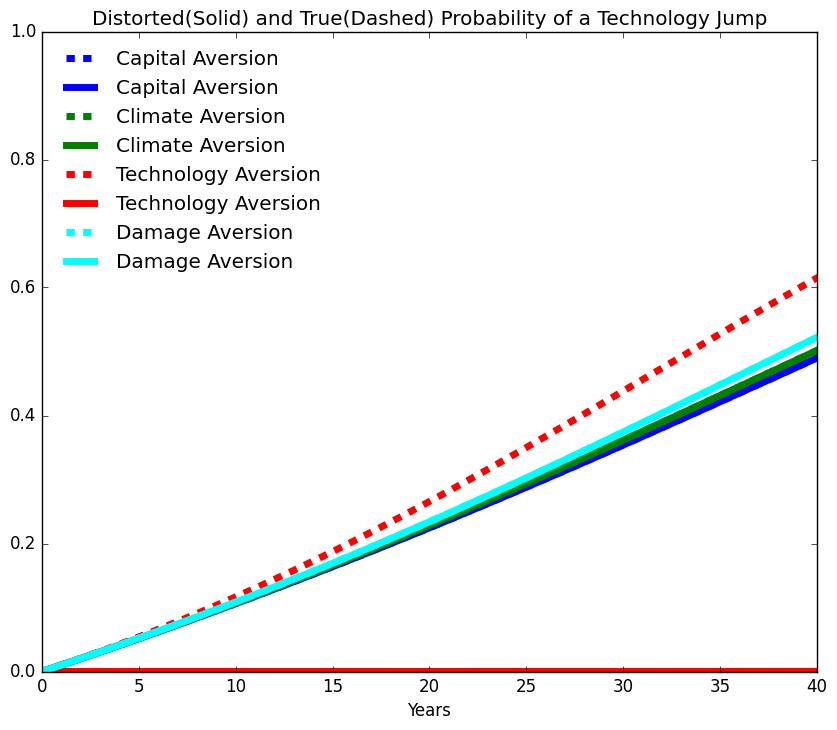 Distorted(Solid) and True(Dashed) Probability of a Technology Jump
1.0
Capital Aversion
Capital Aversion
Climate Aversion
Climate Aversion
0.8
Technology Aversion
Technology Aversion
Damage Aversion
Damage Aversion
0.6
0.4
0.2
0.0
0 5 10 15 20 25 30 35 40
Years